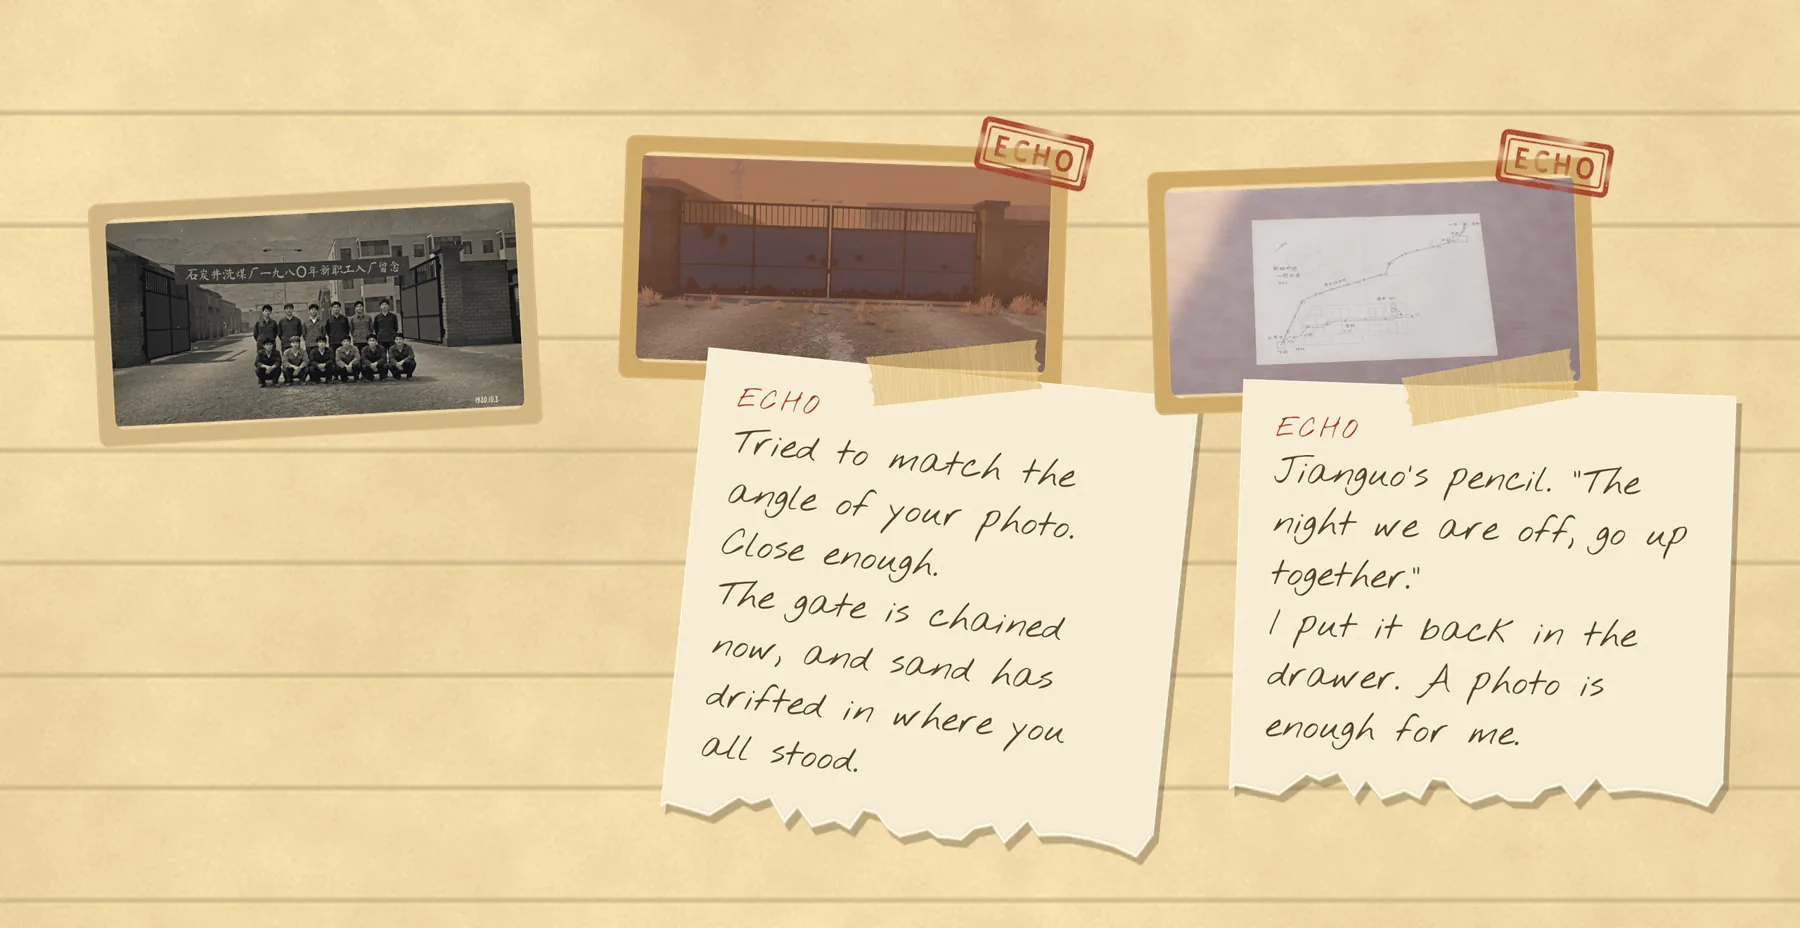 石炭井洗煤厂一九八〇年新职工入厂留念
1980.10.2
ECHO
ECHO
Tried to match the
angle of your photo.
Close enough.
The gate is chained
now, and sand has
drifted in where you
all stood.
ECHO
ECHO
Jianguo's pencil. "The
night we are off, go up
together."
I put it back in the
drawer. A photo is
enough for me.